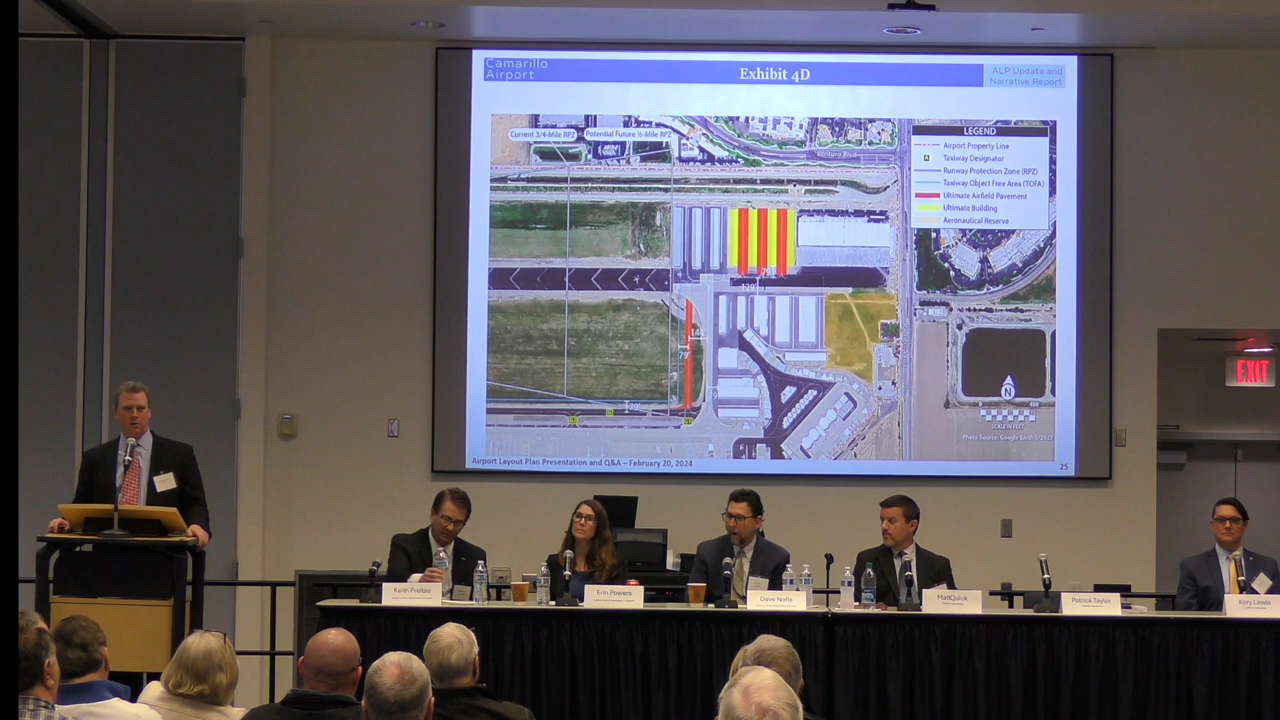 Camarillo
Airport
Exhibit 4D
ALP Update and
Narrative Report
Current 3/4-Mile RPZ
Potential Future ½-Mile RPZ
Ventura Blvd
LEGEND
Airport Property Line
A
Taxiway Designator
Runway Protection Zone (RPZ)
Taxiway Object Free Area (TOFA)
Ultimate Airfield Pavement
Ultimate Building
Aeronautical Reserve
79'
129'
144'
79'
N
SCALE IN FEET
Photo Source: Google Earth
Airport Layout Plan Presentation and Q&A – February 20, 2024
25
EXIT
Keith Freitas
Erin Powers
Dave Nafie
Matt Quick
Patrick Taylor
Kory Lewis